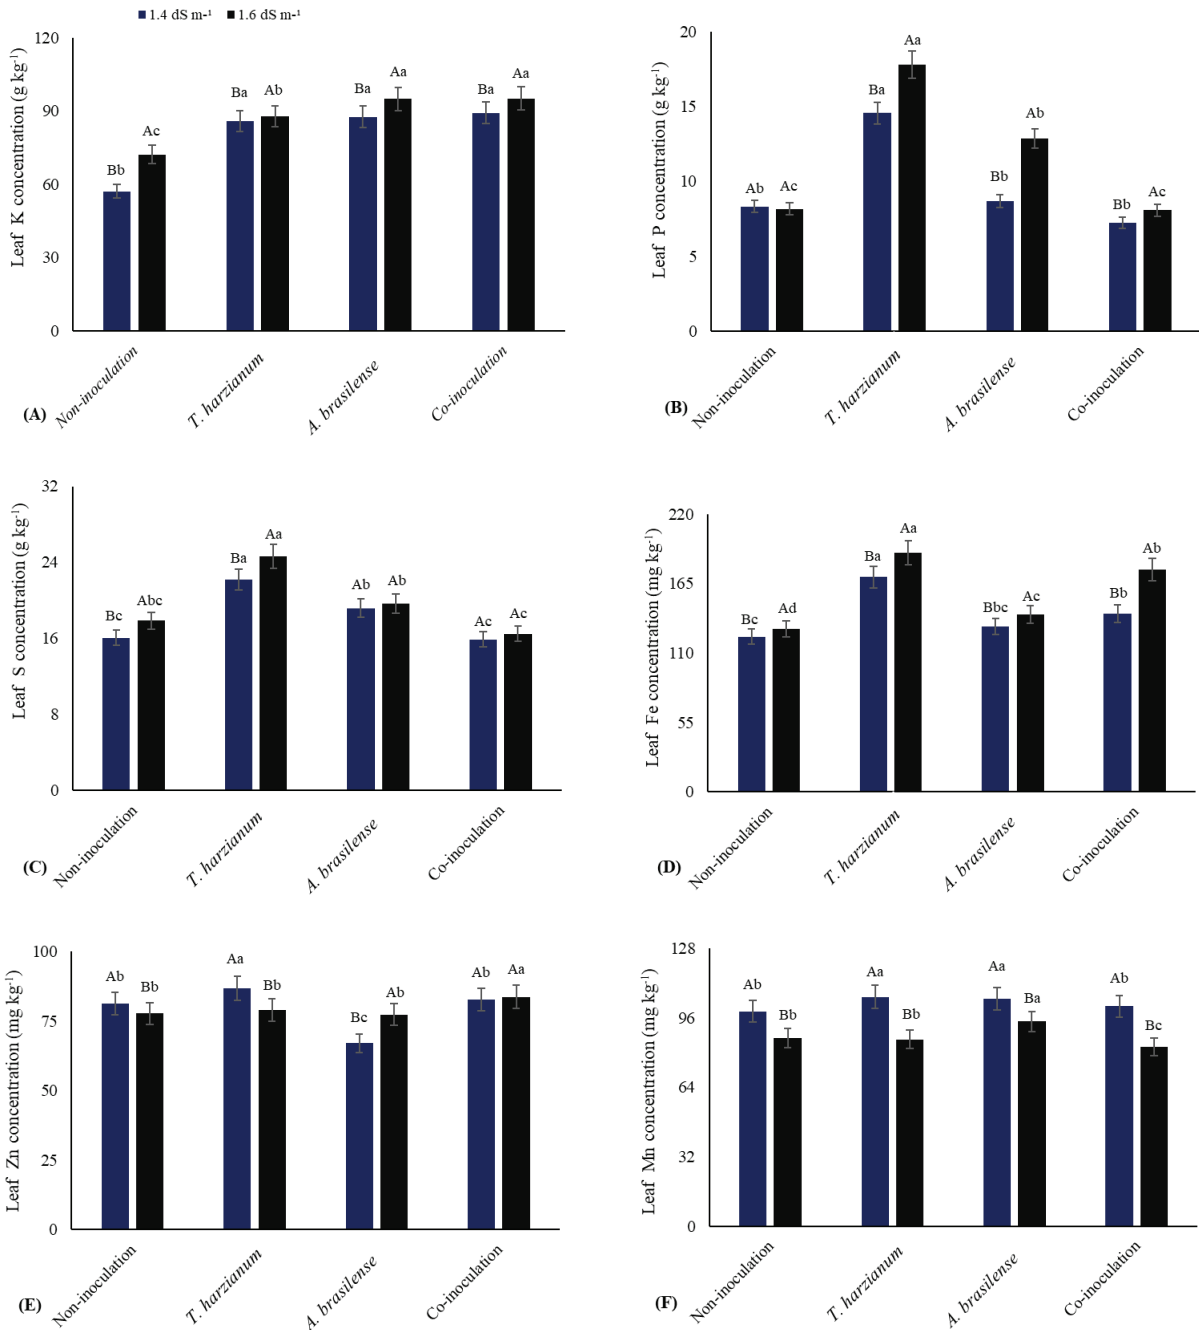 1.4 dS m⁻¹ 1.6 dS m⁻¹
Leaf K concentration (g kg⁻¹)
120
90
60
30
0
Bb Ac Ba Ab Ba Aa Ba Aa
Non-inoculation T. harzianum A. brasilense Co-inoculation
(A)
Leaf P concentration (g kg⁻¹)
20
15
10
5
0
Ab Ac Ba Aa Bb Ab Bb Ac
Non-inoculation T. harzianum A. brasilense Co-inoculation
(B)
Leaf S concentration (g kg⁻¹)
32
24
16
8
0
Bc Abc Ba Aa Ab Ab Ac Ac
Non-inoculation T. harzianum A. brasilense Co-inoculation
(C)
Leaf Fe concentration (mg kg⁻¹)
220
165
110
55
0
Bc Ad Ba Aa Bbc Ac Bb Ab
Non-inoculation T. harzianum A. brasilense Co-inoculation
(D)
Leaf Zn concentration (mg kg⁻¹)
100
75
50
25
0
Ab Bb Aa Bb Bc Ab Ab Aa
Non-inoculation T. harzianum A. brasilense Co-inoculation
(E)
Leaf Mn concentration (mg kg⁻¹)
128
96
64
32
0
Ab Bb Aa Bb Aa Ba Ab Bc
Non-inoculation T. harzianum A. brasilense Co-inoculation
(F)